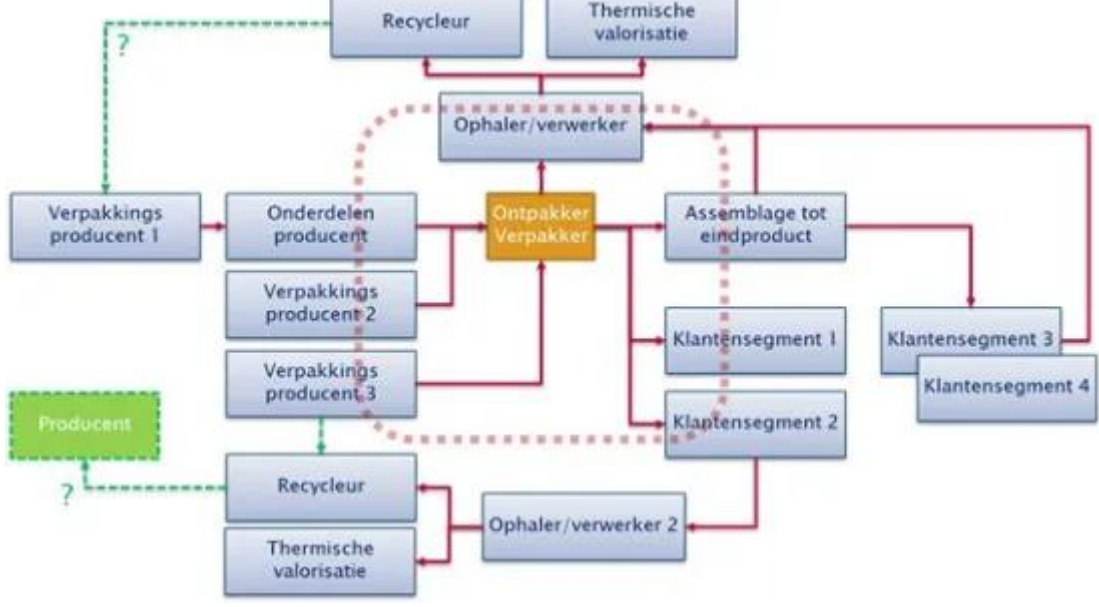 Recycleur
Thermische
valorisatie
?
Ophaler/verwerker
Verpakkings
producent 1
Onderdelen
producent
Ontpakker
Verpakker
Assemblage tot
eindproduct
Verpakkings
producent 2
Klantensegment 1
Klantensegment 3
Verpakkings
producent 3
Klantensegment 4
Producent
Klantensegment 2
Recycleur
?
Ophaler/verwerker 2
Thermische
valorisatie